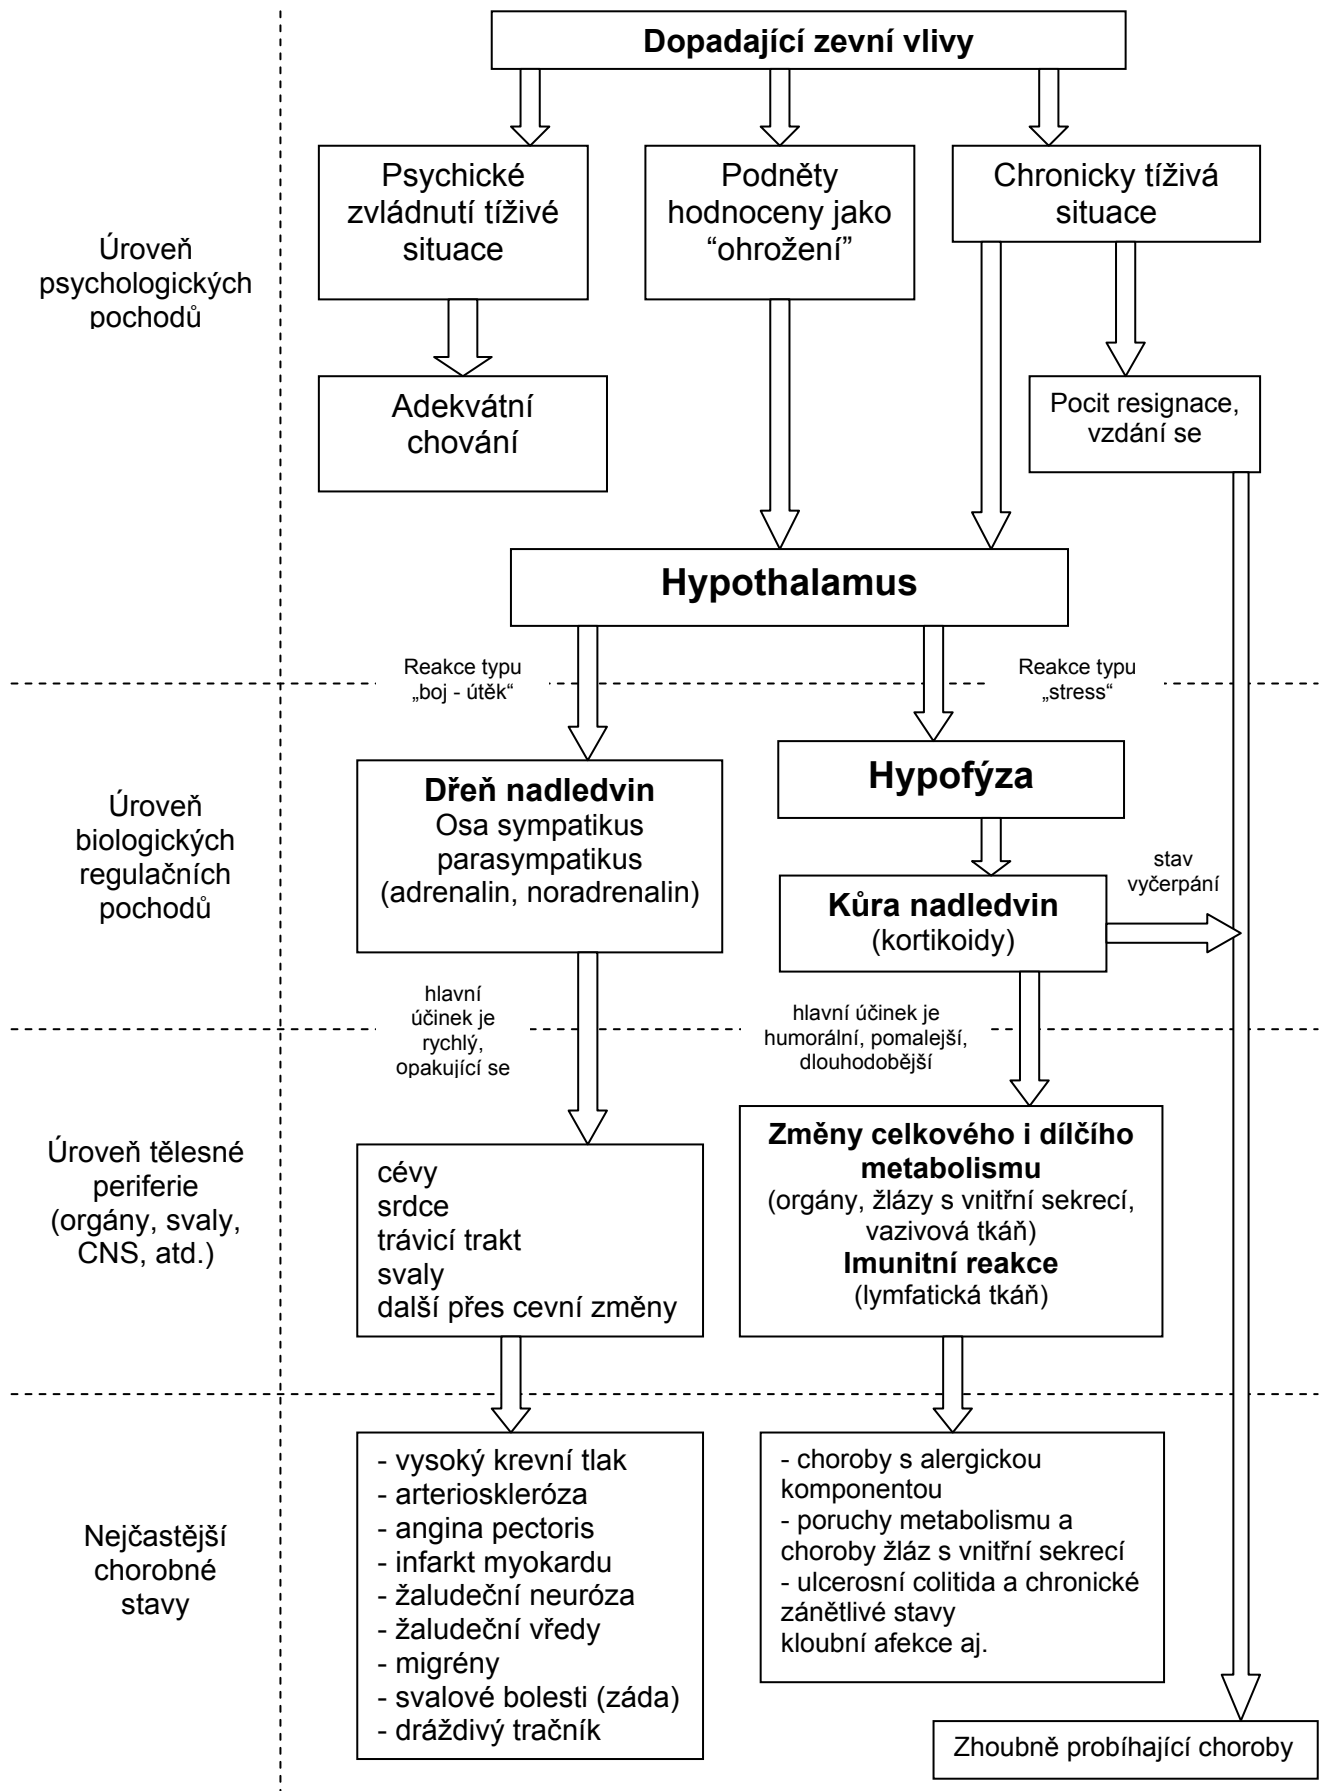 Dopadající zevní vlivy
Psychické
zvládnutí tíživé
situace
Podněty
hodnoceny jako
“ohrožení”
Chronicky tíživá
situace
Úroveň
psychologických
pochodů
Adekvátní
chování
Pocit resignace,
vzdání se
Hypothalamus
Reakce typu
„boj - útěk“
Reakce typu
„stress“
Úroveň
biologických
regulačních
pochodů
Dřeň nadledvin
Osa sympatikus
parasympatikus
(adrenalin, noradrenalin)
Hypofýza
Kůra nadledvin
(kortikoidy)
stav
vyčerpání
hlavní
účinek je
rychlý,
opakující se
hlavní účinek je
humorální, pomalejší,
dlouhodobější
Úroveň tělesné
periferie
(orgány, svaly,
CNS, atd.)
cévy
srdce
trávicí trakt
svaly
další přes cevní změny
Změny celkového i dílčího
metabolismu
(orgány, žlázy s vnitřní sekrecí,
vazivová tkáň)
Imunitní reakce
(lymfatická tkáň)
Nejčastější
chorobné
stavy
- vysoký krevní tlak
- arterioskleróza
- angina pectoris
- infarkt myokardu
- žaludeční neuróza
- žaludeční vředy
- migrény
- svalové bolesti (záda)
- dráždivý tračník
- choroby s alergickou
komponentou
- poruchy metabolismu a
choroby žláz s vnitřní sekrecí
- ulcerosní colitida a chronické
zánětlivé stavy
kloubní afekce aj.
Zhoubně probíhající choroby